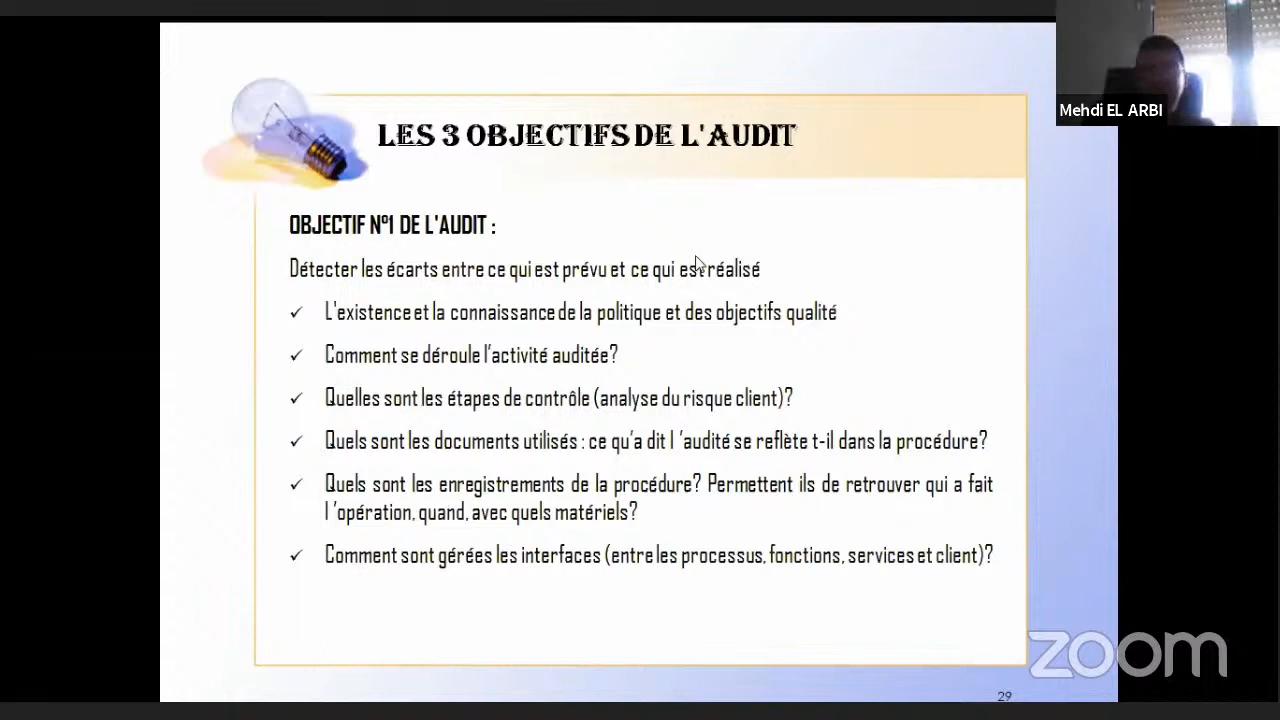 Mehdi EL ARBI
LES 3 OBJECTIFS DE L'AUDIT
OBJECTIF N°1 DE L'AUDIT :
Détecter les écarts entre ce qui est prévu et ce qui est réalisé
✓ L'existence et la connaissance de la politique et des objectifs qualité
✓ Comment se déroule l'activité auditée?
✓ Quelles sont les étapes de contrôle (analyse du risque client)?
✓ Quels sont les documents utilisés : ce qu'a dit l 'audité se reflète t-il dans la procédure?
✓ Quels sont les enregistrements de la procédure? Permettent ils de retrouver qui a fait
l 'opération, quand, avec quels matériels?
✓ Comment sont gérées les interfaces (entre les processus, fonctions, services et client)?
zoom
29